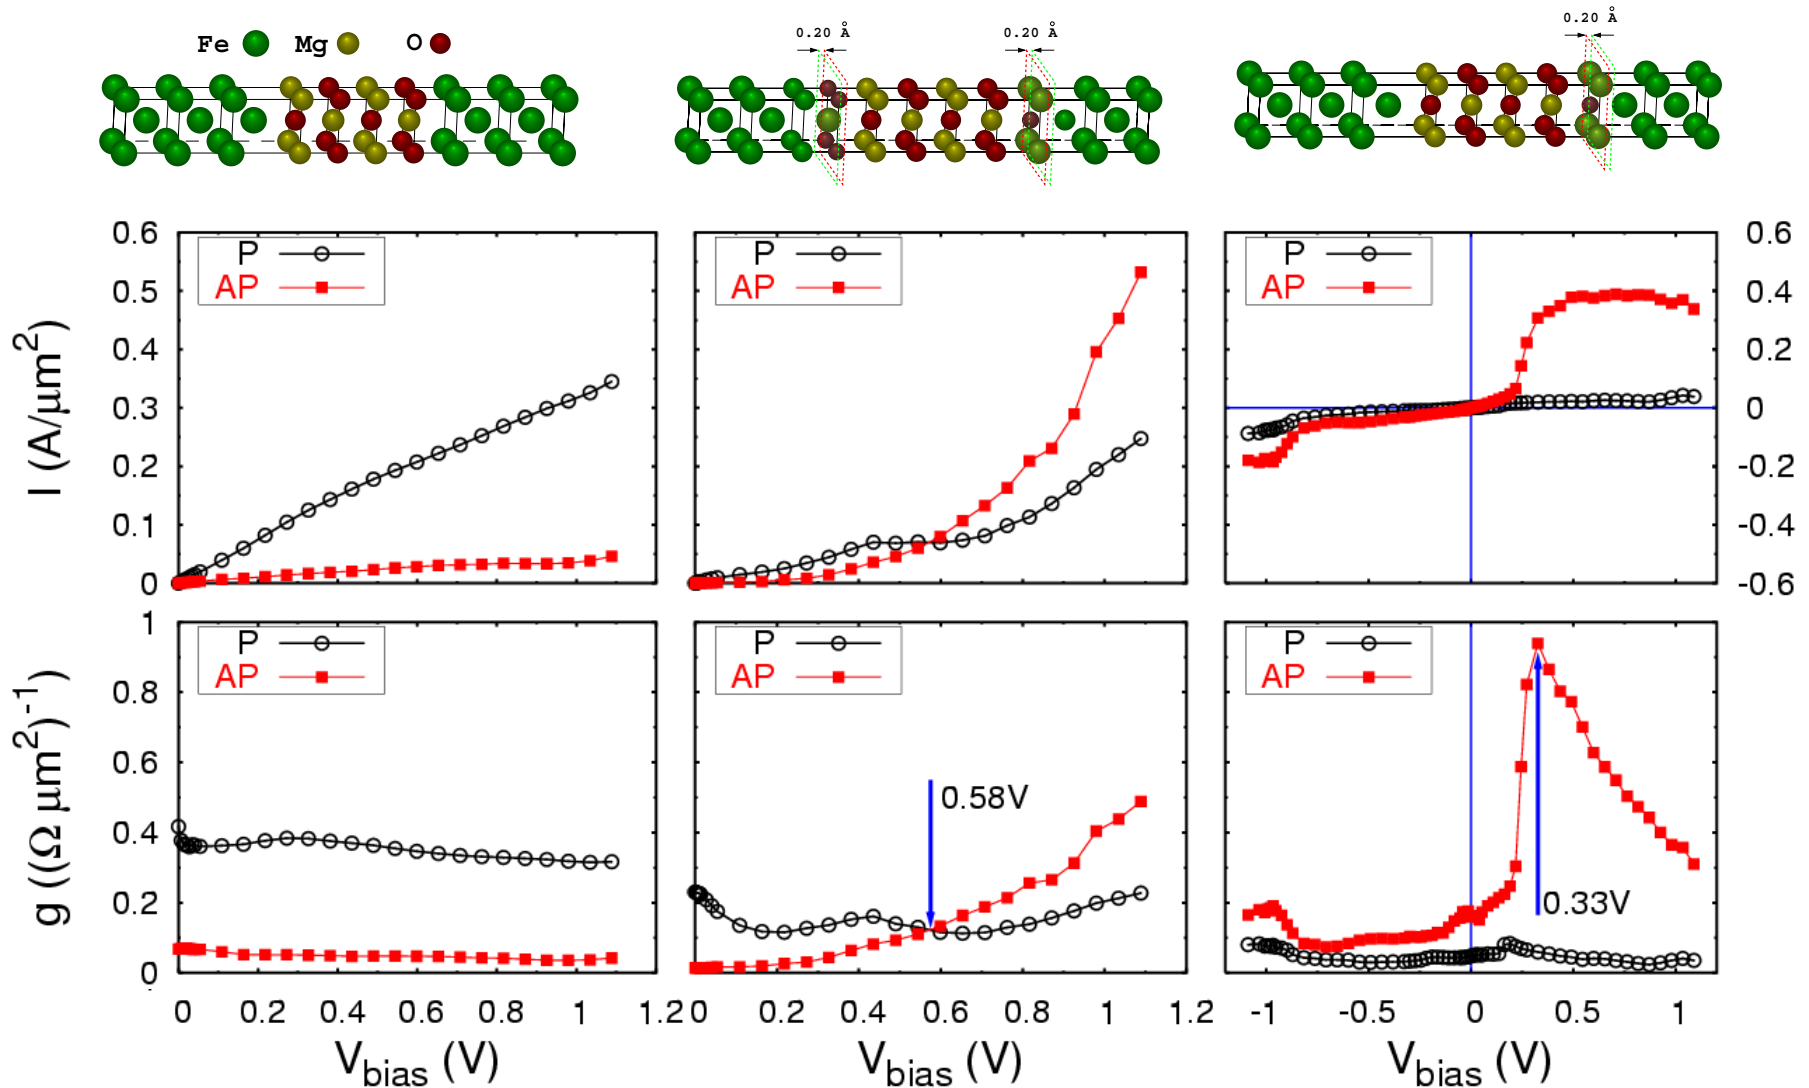 Fe Mg O
0.20 Å 0.20 Å
0.20 Å
I (A/μm2)
0.6
0.5
0.4
0.3
0.2
0.1
0
P
AP
P
AP
P
AP
0.6
0.4
0.2
0
-0.2
-0.4
-0.6
g ((Ω μm2)-1)
1
0.8
0.6
0.4
0.2
0
P
AP
P
AP
0.58V
P
AP
0.33V
0 0.2 0.4 0.6 0.8 1 1.2
0 0.2 0.4 0.6 0.8 1 1.2
-1 -0.5 0 0.5 1
Vbias (V)
Vbias (V)
Vbias (V)